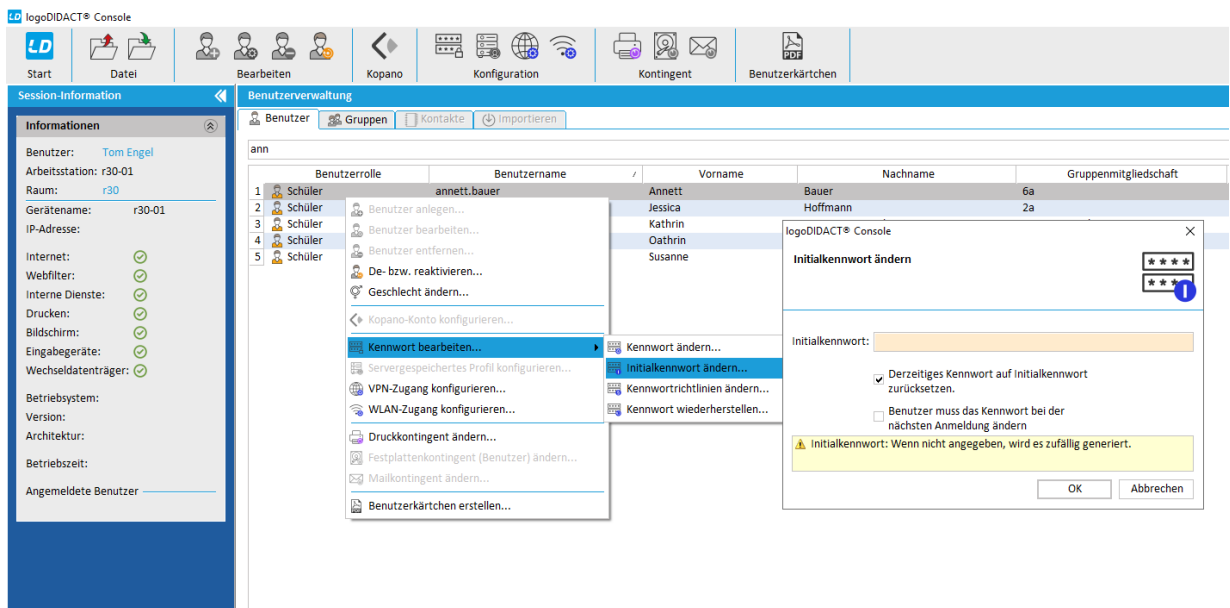 LD logoDIDACT® Console
LD
Start Datei Bearbeiten Kopano Konfiguration Kontingent Benutzerkärtchen
PDF
Session-Information
Benutzerverwaltung
Informationen
Benutzer: Tom Engel
Arbeitsstation: r30-01
Raum: r30
Gerätename: r30-01
IP-Adresse:
Internet:
Webfilter:
Interne Dienste:
Drucken:
Bildschirm:
Eingabegeräte:
Wechseldatenträger:
Betriebsystem:
Version:
Architektur:
Betriebszeit:
Angemeldete Benutzer
Benutzer Gruppen Kontakte Importieren
ann
Benutzerrolle Benutzername / Vorname Nachname Gruppenmitgliedschaft
1 Schüler annett.bauer Annett Bauer 6a
2 Schüler Jessica Hoffmann 2a
3 Schüler Kathrin
4 Schüler Oathrin
5 Schüler Susanne
Benutzer anlegen...
Benutzer bearbeiten...
Benutzer entfernen...
De- bzw. reaktivieren...
Geschlecht ändern...
Kopano-Konto konfigurieren...
Kennwort bearbeiten...
Servergespeichertes Profil konfigurieren...
VPN-Zugang konfigurieren...
WLAN-Zugang konfigurieren...
Druckkontingent ändern...
Festplattenkontingent (Benutzer) ändern...
Mailkontingent ändern...
Benutzerkärtchen erstellen...
Kennwort ändern...
Initialkennwort ändern...
Kennwortrichtlinien ändern...
Kennwort wiederherstellen...
logoDIDACT® Console
Initialkennwort ändern
Initialkennwort:
Derzeitiges Kennwort auf Initialkennwort
zurücksetzen.
Benutzer muss das Kennwort bei der
nächsten Anmeldung ändern
Initialkennwort: Wenn nicht angegeben, wird es zufällig generiert.
OK Abbrechen